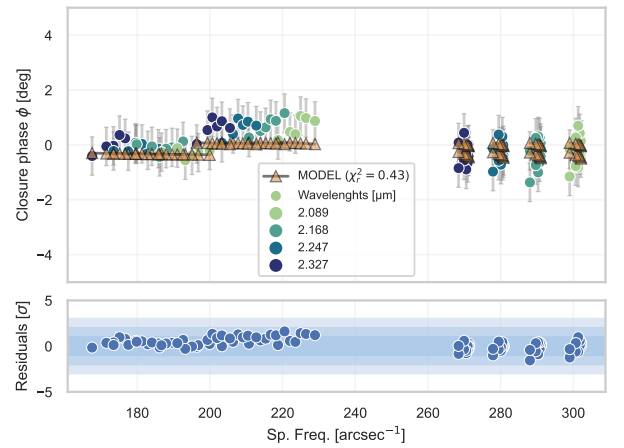 4
2
0
−2
−4
Closure phase ϕ [deg]
MODEL (χ²_r = 0.43)
Wavelenghts [μm]
2.089
2.168
2.247
2.327
5
0
−5
Residuals [σ]
180 200 220 240 260 280 300
Sp. Freq. [arcsec⁻¹]